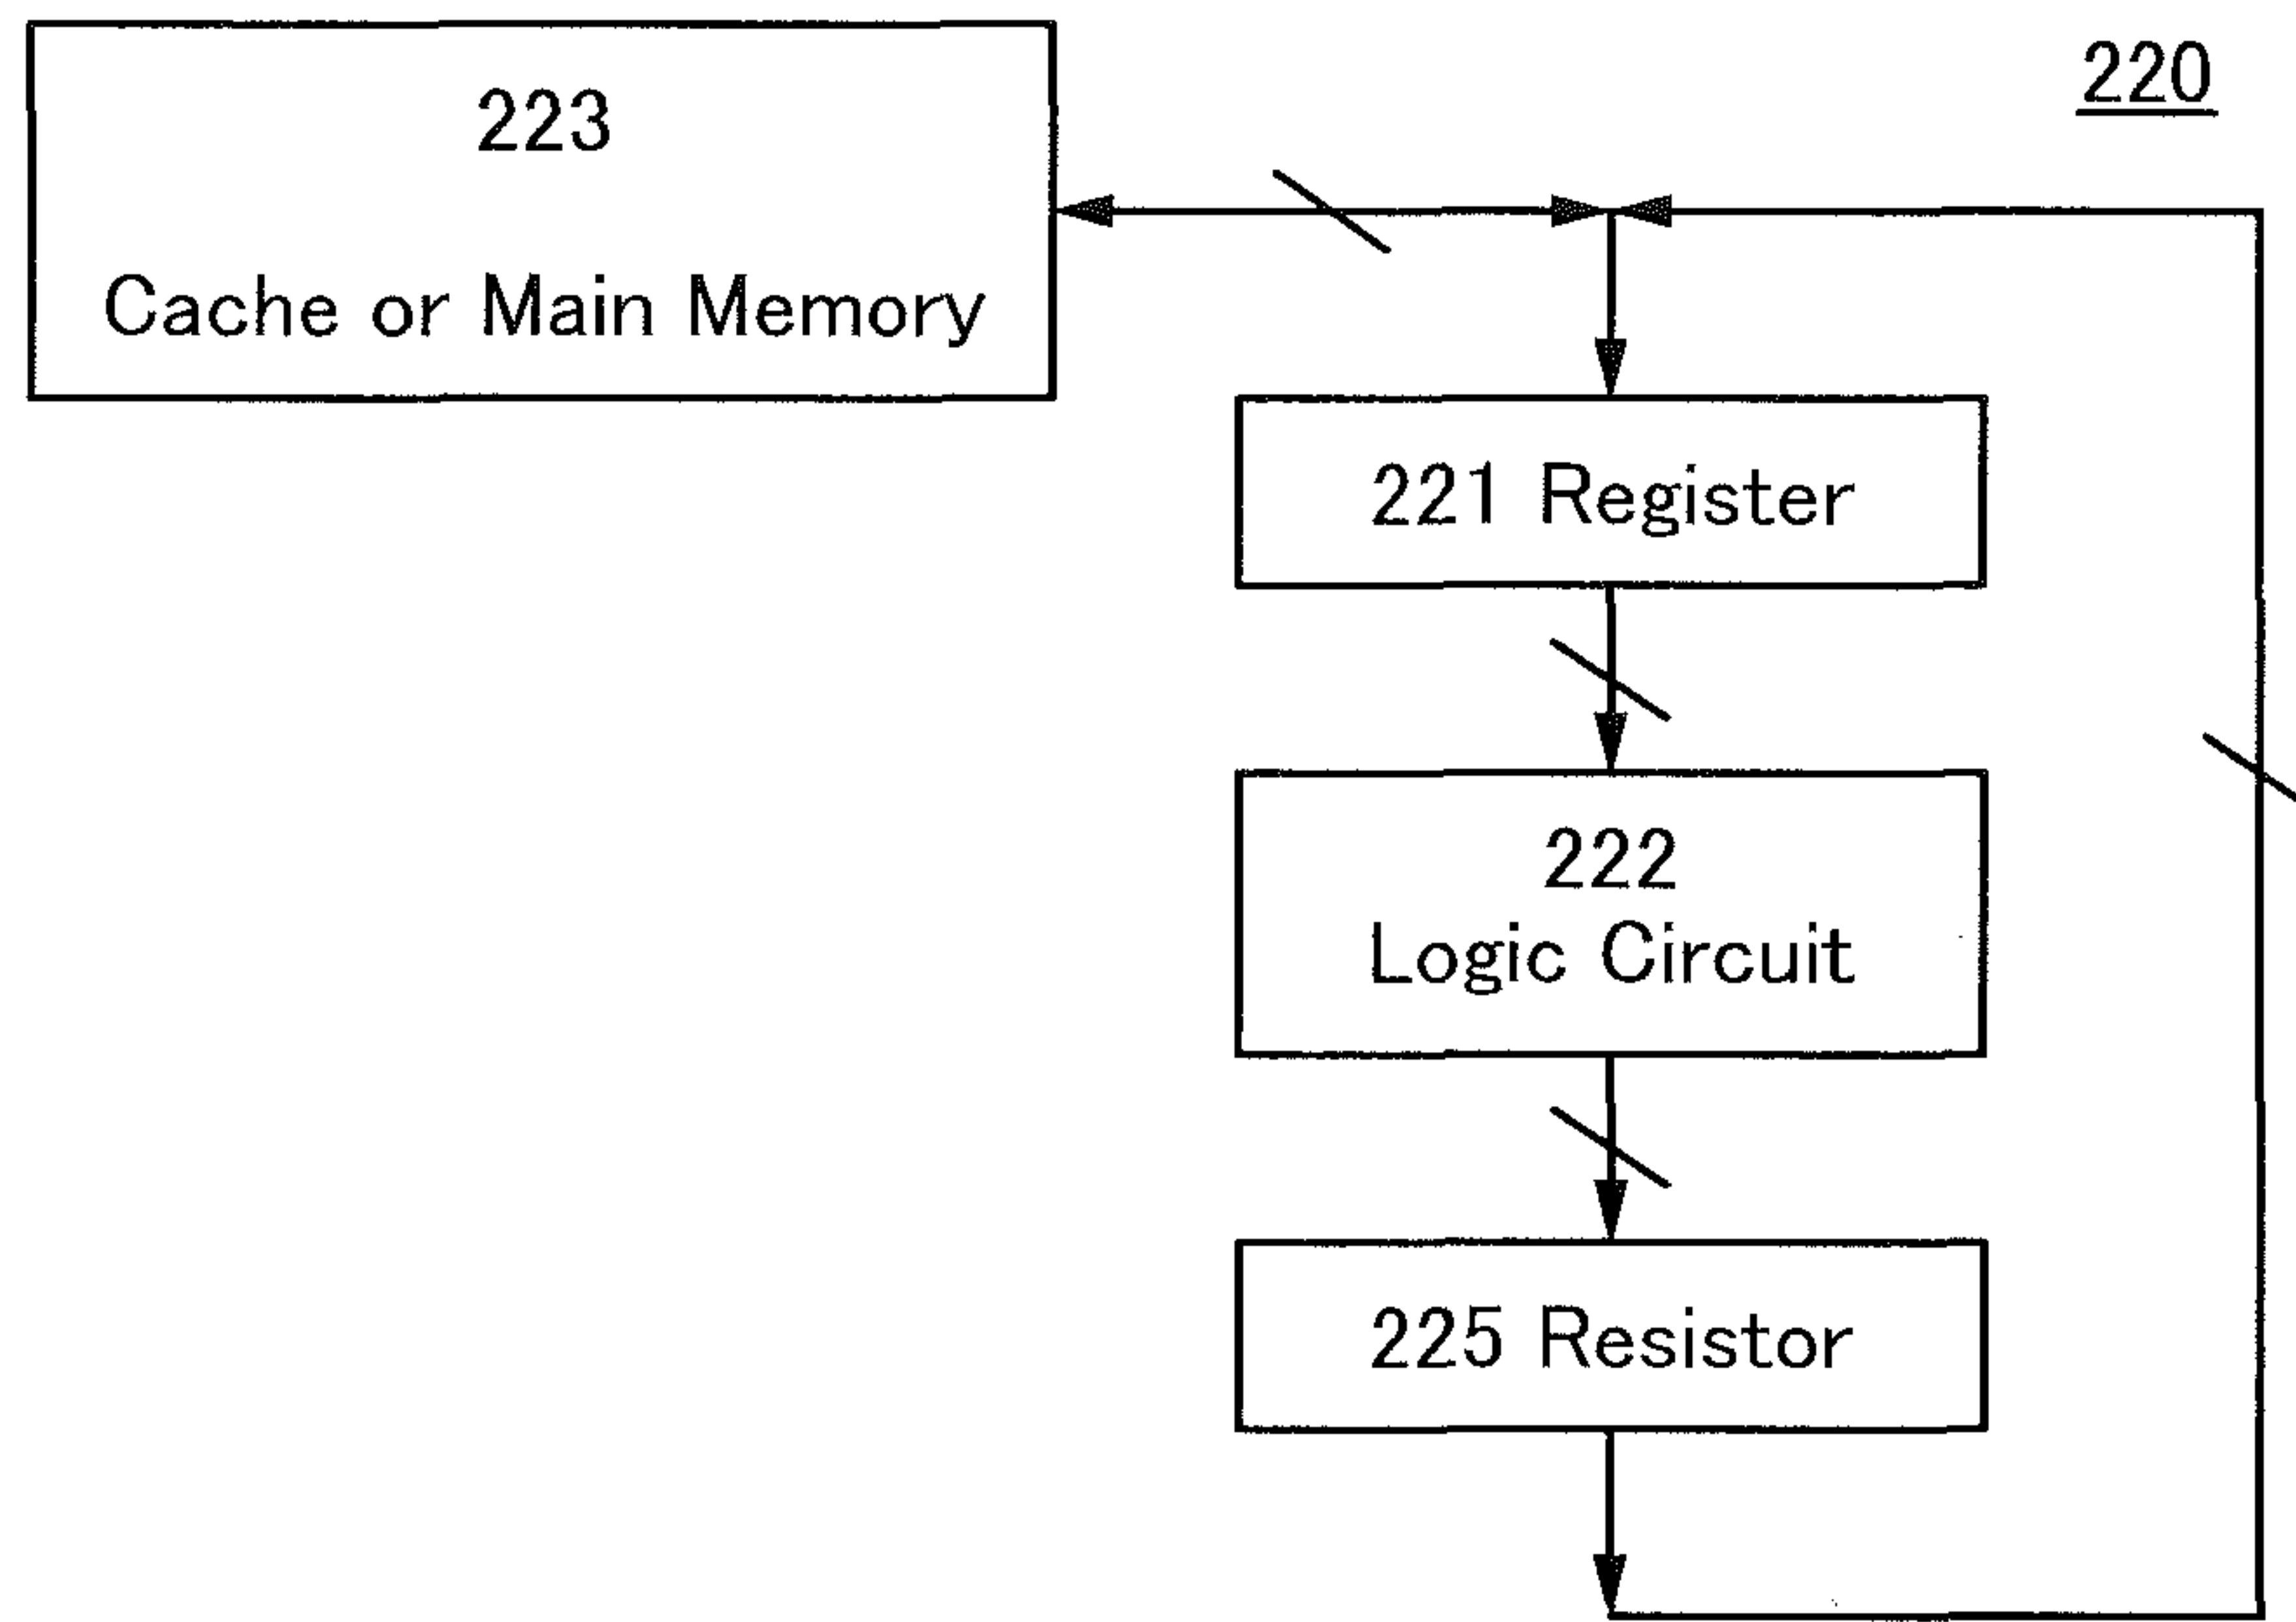 220
223
Cache or Main Memory
221 Register
222
Logic Circuit
225 Resistor